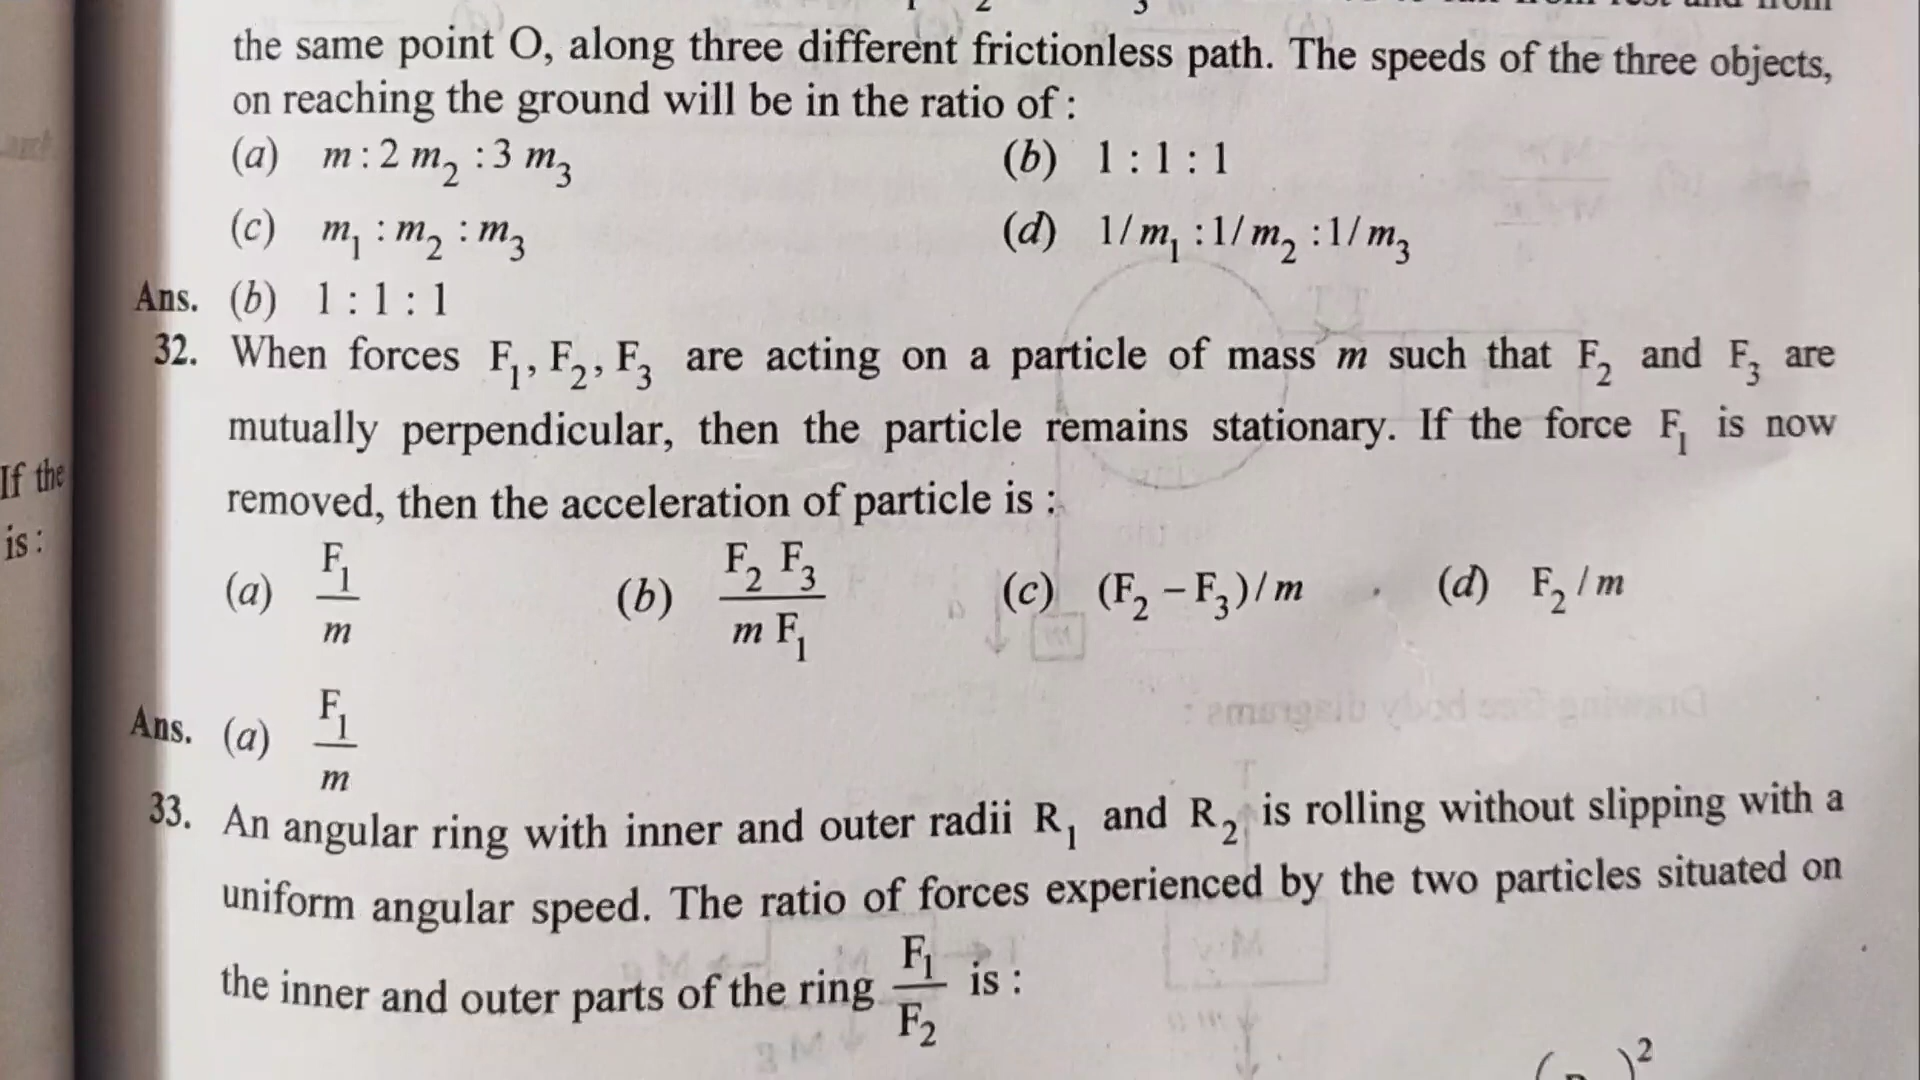 the same point O, along three different frictionless path. The speeds of the three objects,
on reaching the ground will be in the ratio of :
(a) m : 2 m₂ : 3 m₃ (b) 1 : 1 : 1
(c) m₁ : m₂ : m₃ (d) 1/m₁ : 1/m₂ : 1/m₃
Ans. (b) 1 : 1 : 1
32. When forces F₁, F₂, F₃ are acting on a particle of mass m such that F₂ and F₃ are
mutually perpendicular, then the particle remains stationary. If the force F₁ is now
If the
removed, then the acceleration of particle is :
is :
(a) F₁/m (b) F₂ F₃/m F₁ (c) (F₂ – F₃)/m (d) F₂/m
Ans. (a) F₁/m
33. An angular ring with inner and outer radii R₁ and R₂ is rolling without slipping with a
uniform angular speed. The ratio of forces experienced by the two particles situated on
the inner and outer parts of the ring F₁/F₂ is :